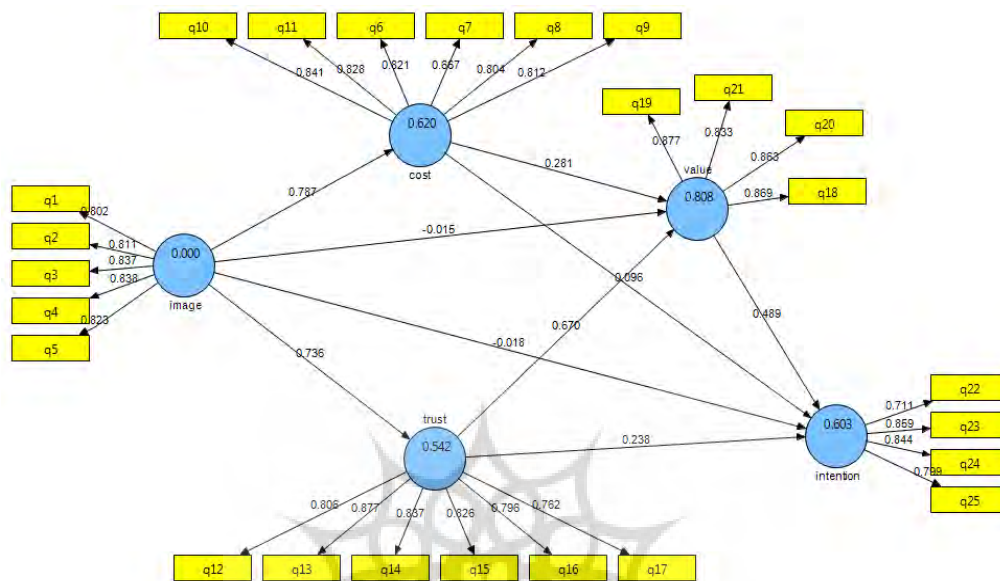 q10 q11 q6 q7 q8 q9
0.841 0.828 0.821 0.804 0.812
q19 q21 q20 q18
0.877 0.833 0.863 0.869
0.620
cost
value
0.808
0.281
0.787
-0.015
q1 0.802
q2 0.811
q3 0.837
q4 0.838
q5 0.823
0.000
image
0.096
0.670
0.489
-0.018
0.736
trust
0.542
0.238
0.603
intention
q22 0.711
q23
q24 0.844
q25 0.799
0.806 0.877 0.837 0.826 0.796 0.762
q12 q13 q14 q15 q16 q17